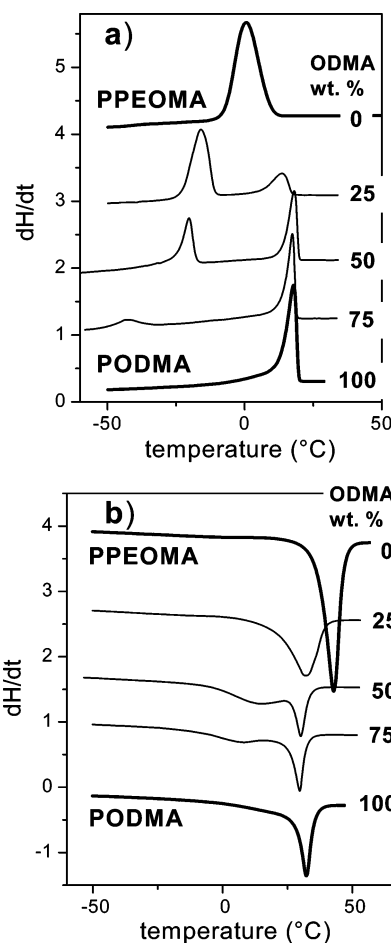 a)
ODMA
wt. %
PPEOMA
0
25
50
75
PODMA
100
5
4
3
2
1
0
dH/dt
-50
0
50
temperature (°C)
b)
ODMA
wt. %
PPEOMA
0
25
50
75
PODMA
100
4
3
2
1
0
-1
dH/dt
-50
0
50
temperature (°C)